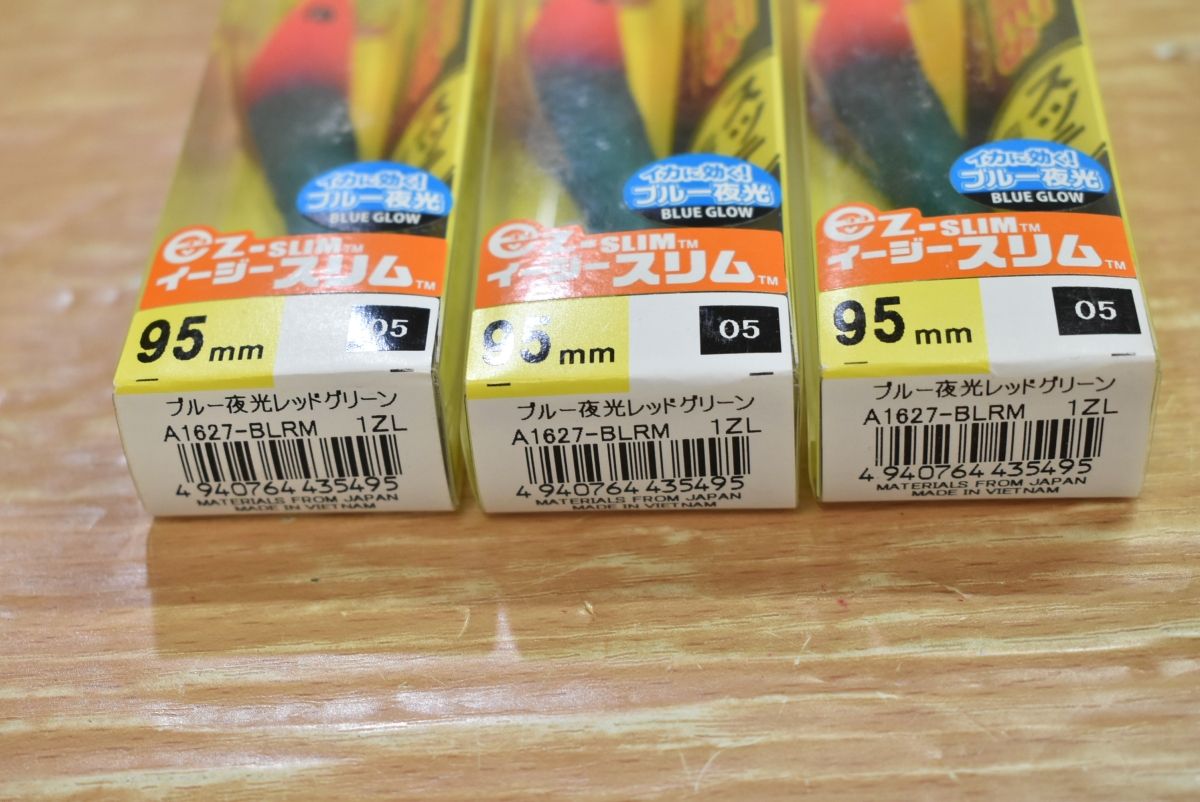 イカに効く!
ブルー夜光
BLUE GLOW
eZ-SLIM™
イージースリム™
95mm
05
ブルー夜光レッドグリーン
A1627-BLRM 1ZL
4 940764 435495
MATERIALS FROM JAPAN
MADE IN VIETNAM
イカに効く!
ブルー夜光
BLUE GLOW
eZ-SLIM™
イージースリム™
95mm
05
ブルー夜光レッドグリーン
A1627-BLRM 1ZL
4 940764 435495
MATERIALS FROM JAPAN
MADE IN VIETNAM
イカに効く!
ブルー夜光
BLUE GLOW
eZ-SLIM™
イージースリム™
95mm
05
ブルー夜光レッドグリーン
A1627-BLRM 1ZL
4 940764 435495
MATERIALS FROM JAPAN
MADE IN VIETNAM